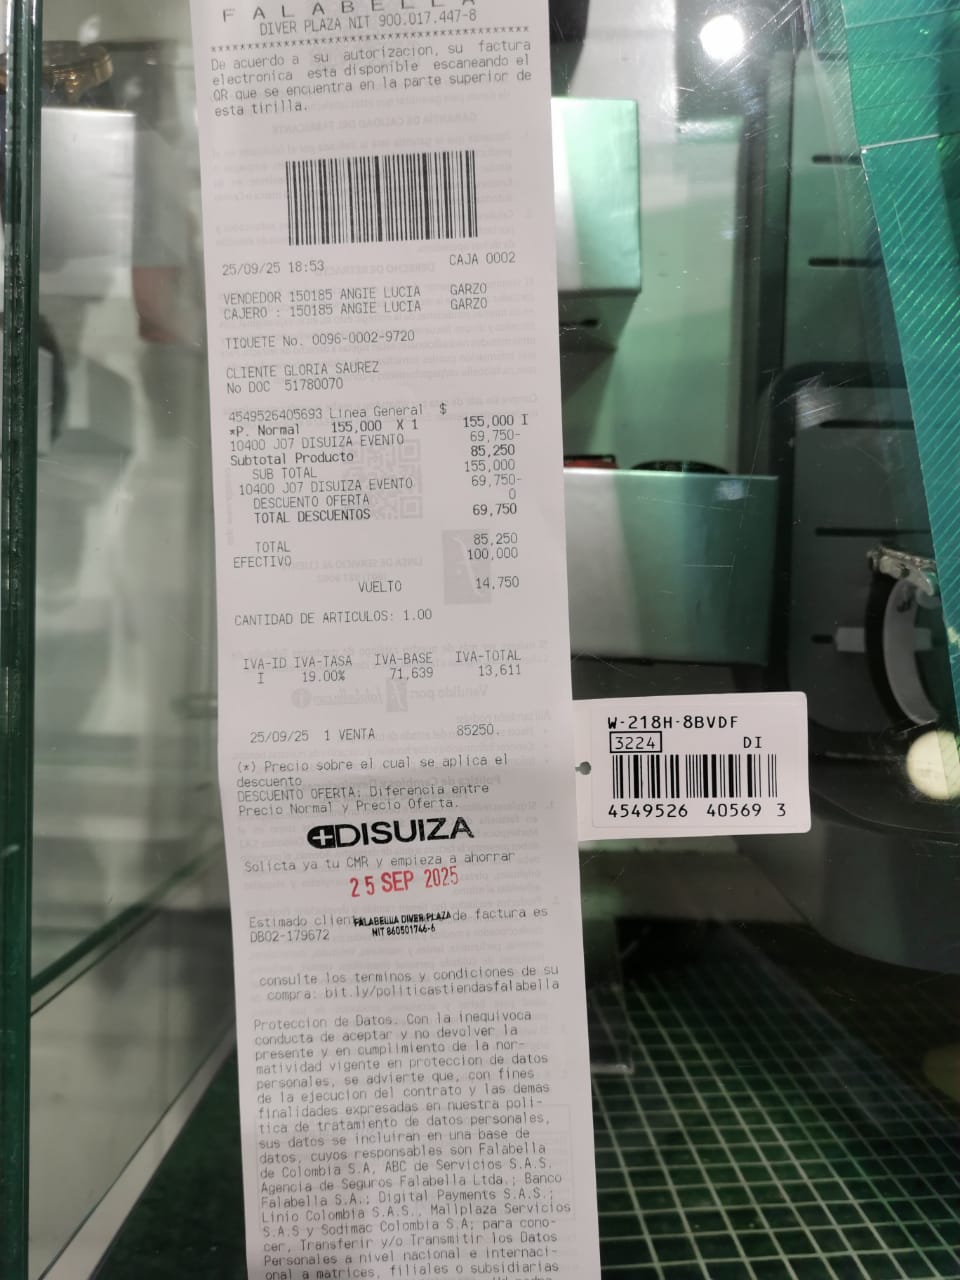 FALABELLA
DIVER PLAZA NIT 900.017.447-8
****************************************
De acuerdo a su autorizacion, su factura
electronica esta disponible escaneando el
QR que se encuentra en la parte superior de
esta tirilla.
25/09/25 18:53 CAJA 0002
VENDEDOR 150185 ANGIE LUCIA GARZO
CAJERO : 150185 ANGIE LUCIA GARZO
TIQUETE No. 0096-0002-9720
CLIENTE GLORIA SAUREZ
No DOC 51780070
4549526405693 Linea General $
*P. Normal 155,000 X 1 155,000 I
10400 J07 DISUIZA EVENTO 69,750-
Subtotal Producto 85,250
SUB TOTAL 155,000
10400 J07 DISUIZA EVENTO 69,750-
DESCUENTO OFERTA 0
TOTAL DESCUENTOS 69,750
TOTAL 85,250
EFECTIVO 100,000
VUELTO 14,750
CANTIDAD DE ARTICULOS: 1.00
IVA-ID IVA-TASA IVA-BASE IVA-TOTAL
I 19.00% 71,639 13,611
25/09/25 1 VENTA 85250.
(*) Precio sobre el cual se aplica el
descuento
DESCUENTO OFERTA: Diferencia entre
Precio Normal y Precio Oferta.
DISUIZA
Solicta ya tu CMR y empieza a ahorrar
25 SEP 2025
Estimado clien de factura es
FALABELLA DIVER PLAZA
NIT 860501746-6
DB02-179672
consulte los terminos y condiciones de su
compra: bit.ly/politicastiendasfalabella
Proteccion de Datos. Con la inequivoca
conducta de aceptar y no devolver la
presente y en cumplimiento de la nor-
matividad vigente en proteccion de datos
personales, se advierte que, con fines
de la ejecucion del contrato y las demas
finalidades expresadas en nuestra poli-
tica de tratamiento de datos personales,
sus datos se incluiran en una base de
datos, cuyos responsables son Falabella
de Colombia S.A, ABC de Servicios S.A.S.
Agencia de Seguros Falabella Ltda.; Banco
Falabella S.A.; Digital Payments S.A.S.;
Linio Colombia S.A.S., Mallplaza Servicios
S.A.S y Sodimac Colombia S.A; para cono-
cer, Transferir y/o Transmitir los Datos
Personales a nivel nacional e internaci-
onal a matrices, filiales o subsidiarias
W-218H-8BVDF
3224 DI
4549526 40569 3